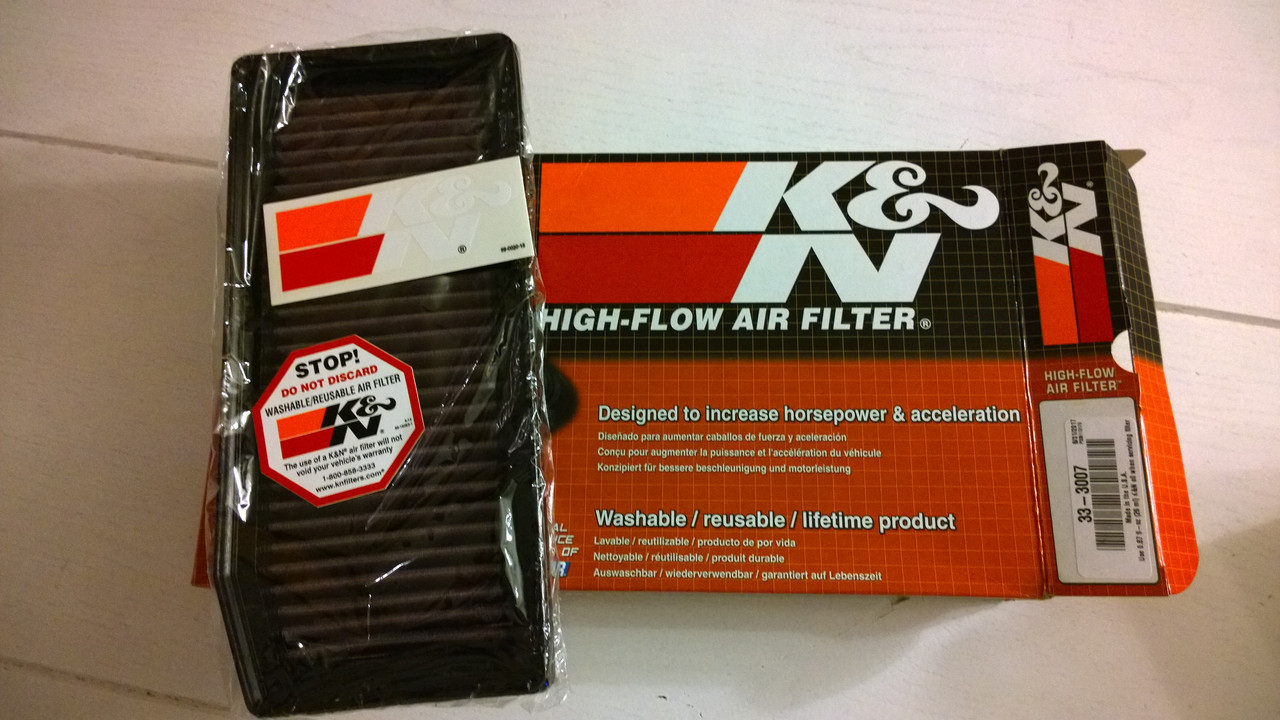 K&N
®
STOP!
DO NOT DISCARD
WASHABLE/REUSABLE AIR FILTER
K&N
The use of a K&N® air filter will not
void your vehicle's warranty
1-800-858-3333
www.knfilters.com®
K&N
HIGH-FLOW AIR FILTER®
Designed to increase horsepower & acceleration
Diseñado para aumentar caballos de fuerza y aceleración
Conçu pour augmenter la puissance et l'accélération du véhicule
Konzipiert für bessere beschleunigung und motorleistung
Washable / reusable / lifetime product
Lavable / reutilizable / producto de por vida
Nettoyable / réutilisable / produit durable
Auswaschbar / wiederverwendbar / garantiert auf Lebenszeit
OF
K&N®
HIGH-FLOW
AIR FILTER™
33-3007
Made in the U.S.A.